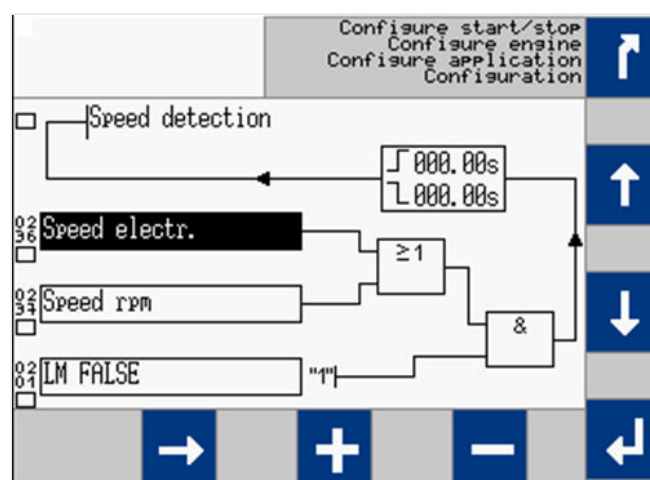 Configure start/stop
Configure engine
Configure application
Configuration
Speed detection
000.00s
000.00s
02
36 Speed electr.
≥1
02
34 Speed rpm
&
02
01 LM FALSE "1"